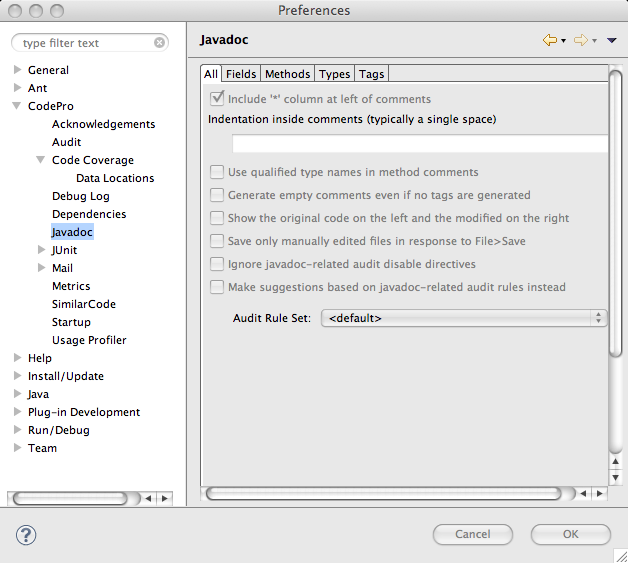 Preferences
type filter text
General
Ant
CodePro
Acknowledgements
Audit
Code Coverage
Data Locations
Debug Log
Dependencies
Javadoc
JUnit
Mail
Metrics
SimilarCode
Startup
Usage Profiler
Help
Install/Update
Java
Plug-in Development
Run/Debug
Team
Javadoc
All Fields Methods Types Tags
Include '*' column at left of comments
Indentation inside comments (typically a single space)
Use qualified type names in method comments
Generate empty comments even if no tags are generated
Show the original code on the left and the modified on the right
Save only manually edited files in response to File>Save
Ignore javadoc-related audit disable directives
Make suggestions based on javadoc-related audit rules instead
Audit Rule Set: <default>
? Cancel OK